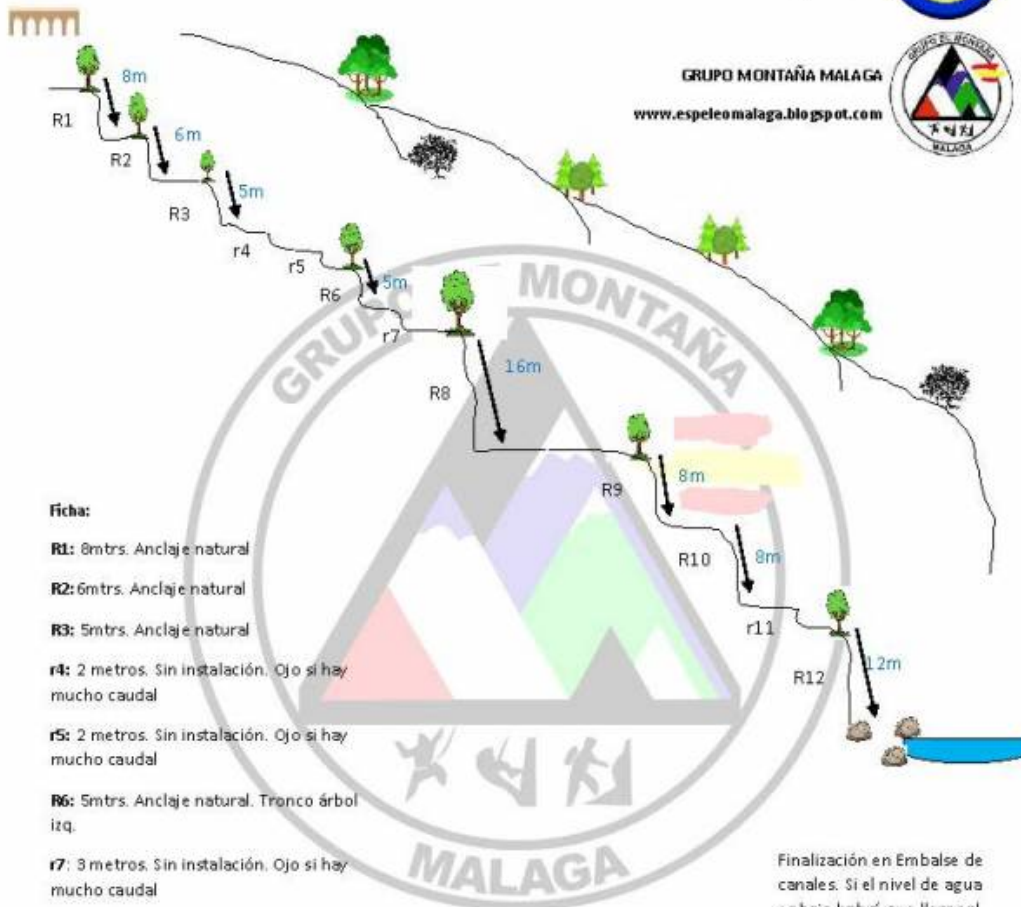 GRUPO MONTAÑA MALAGA
www.espeleomalaga.blogspot.com
GRUPO EL MONTAÑA
MALAGA
8m
R1
6m
R2
5m
R3
r4
r5
5m
R6
r7
GRUPO MONTAÑA
16m
R8
8m
R9
8m
R10
r11
12m
R12
MALAGA
Ficha:
R1: 8mtrs. Anclaje natural
R2: 6mtrs. Anclaje natural
R3: 5mtrs. Anclaje natural
r4: 2 metros. Sin instalación. Ojo si hay
mucho caudal
r5: 2 metros. Sin instalación. Ojo si hay
mucho caudal
R6: 5mtrs. Anclaje natural. Tronco árbol
izq.
r7: 3 metros. Sin instalación. Ojo si hay
mucho caudal
Finalización en Embalse de
canales. Si el nivel de agua